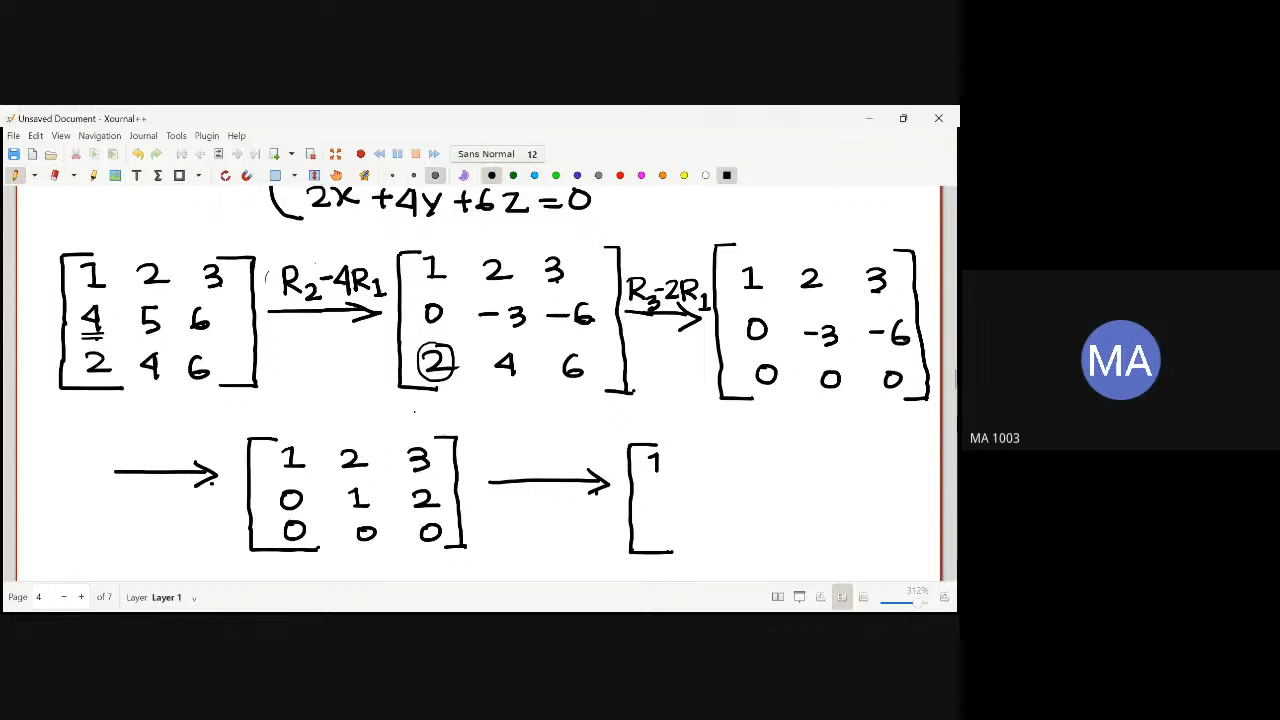 Unsaved Document - Xournal++
File Edit View Navigation Journal Tools Plugin Help
Sans Normal 12
2x + 4y + 6z = 0
1 2 3
4 5 6
2 4 6
R2-4R1
1 2 3
0 -3 -6
2 4 6
R3-2R1
1 2 3
0 -3 -6
0 0 0
1 2 3
0 1 2
0 0 0
1
MA
MA 1003
Page 4 of 7 Layer Layer 1 312%